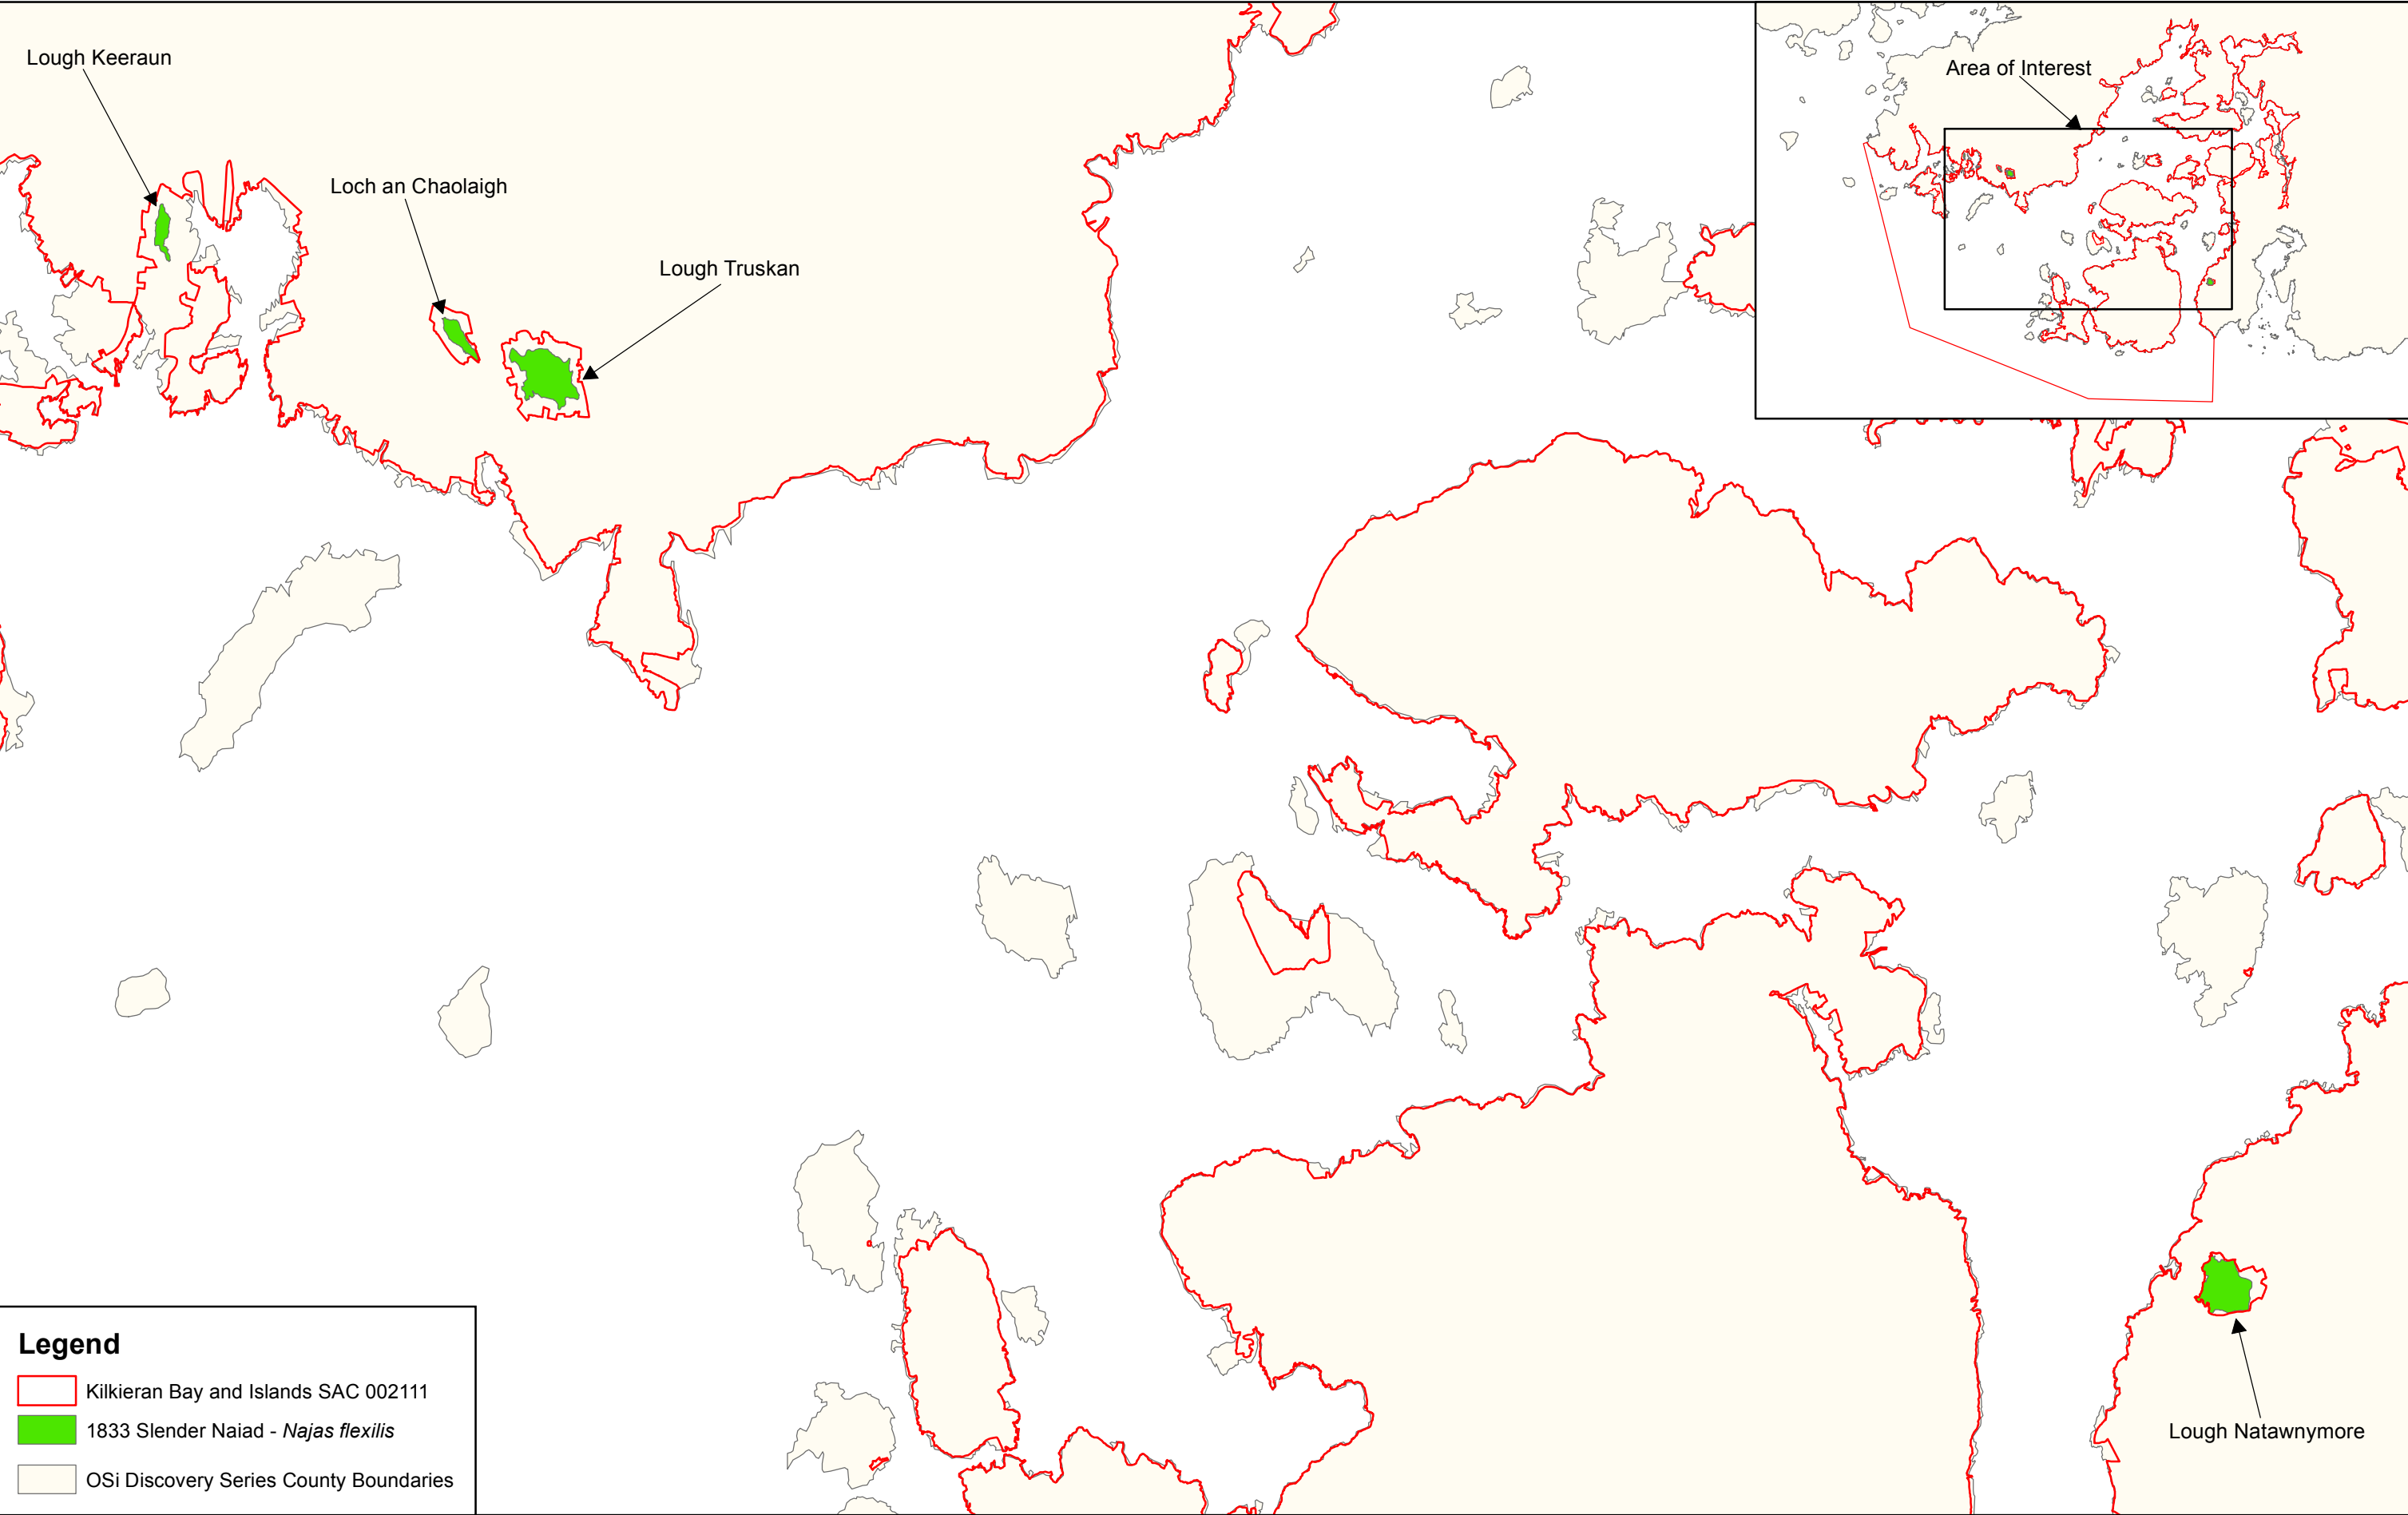 Lough Keeraun
Area of Interest
Loch an Chaolaigh
Lough Truskan
Lough Natawnymore
Legend
Kilkieran Bay and Islands SAC 002111
1833 Slender Naiad - Najas flexilis
OSi Discovery Series County Boundaries